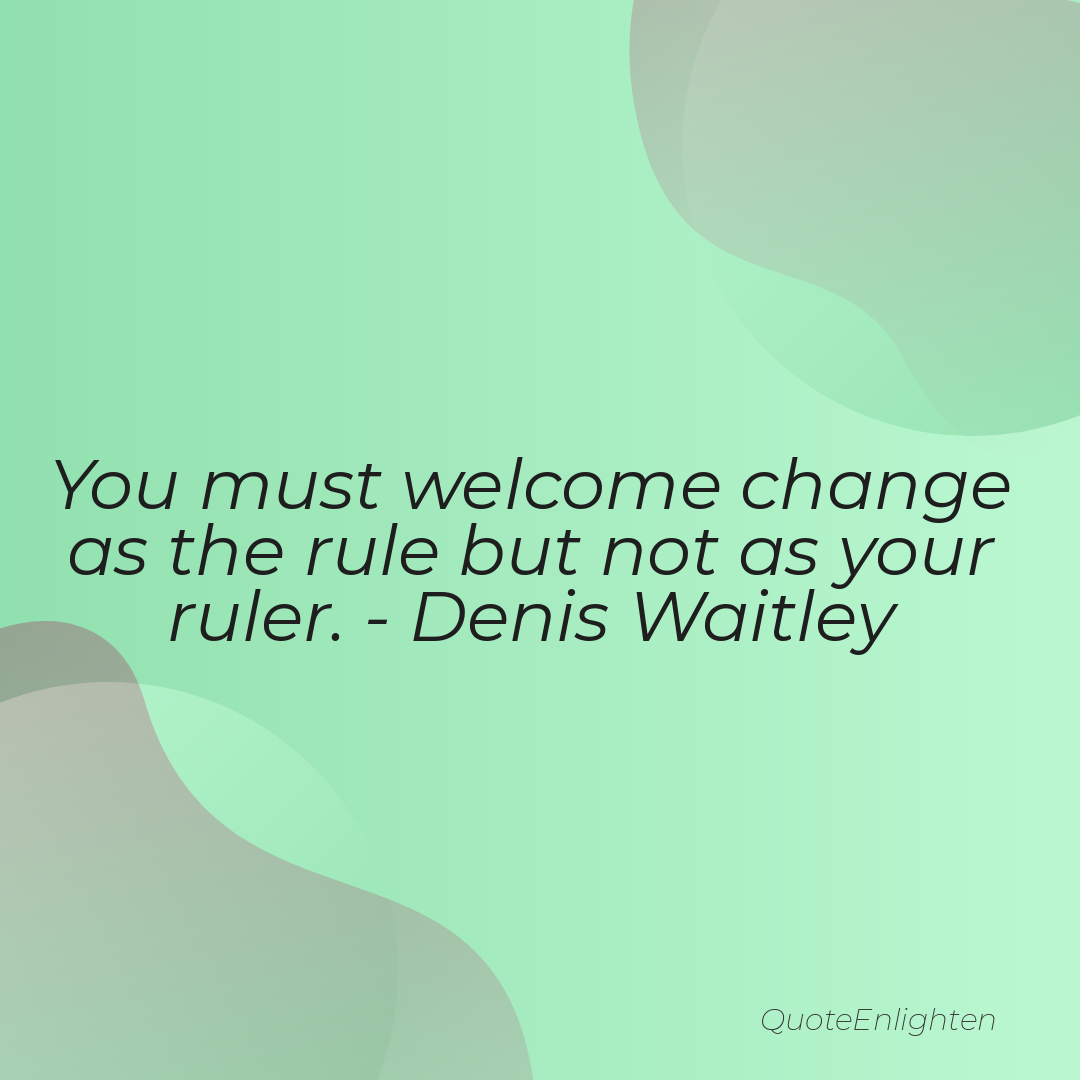 You must welcome change
as the rule but not as your
ruler. - Denis Waitley
QuoteEnlighten